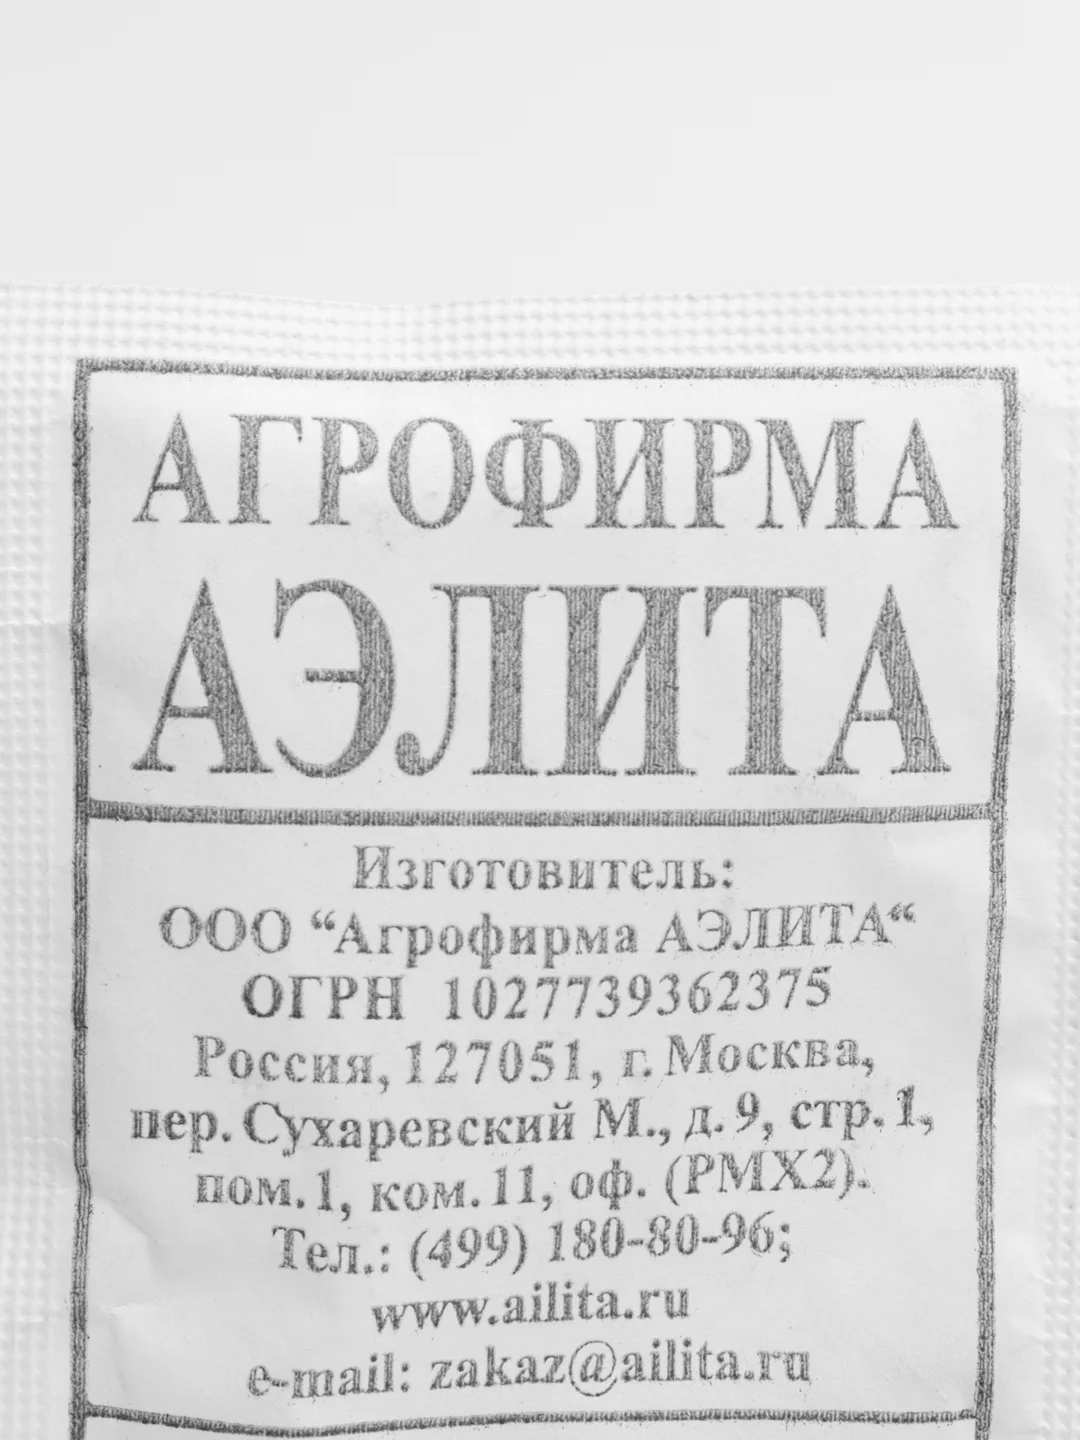 АГРОФИРМА
АЭЛИТА
Изготовитель:
ООО “Агрофирма АЭЛИТА“
ОГРН 1027739362375
Россия, 127051, г. Москва,
пер. Сухаревский М., д. 9, стр. 1,
пом. 1, ком. 11, оф. (РМХ2).
Тел.: (499) 180-80-96;
www.ailita.ru
e-mail: zakaz@ailita.ru